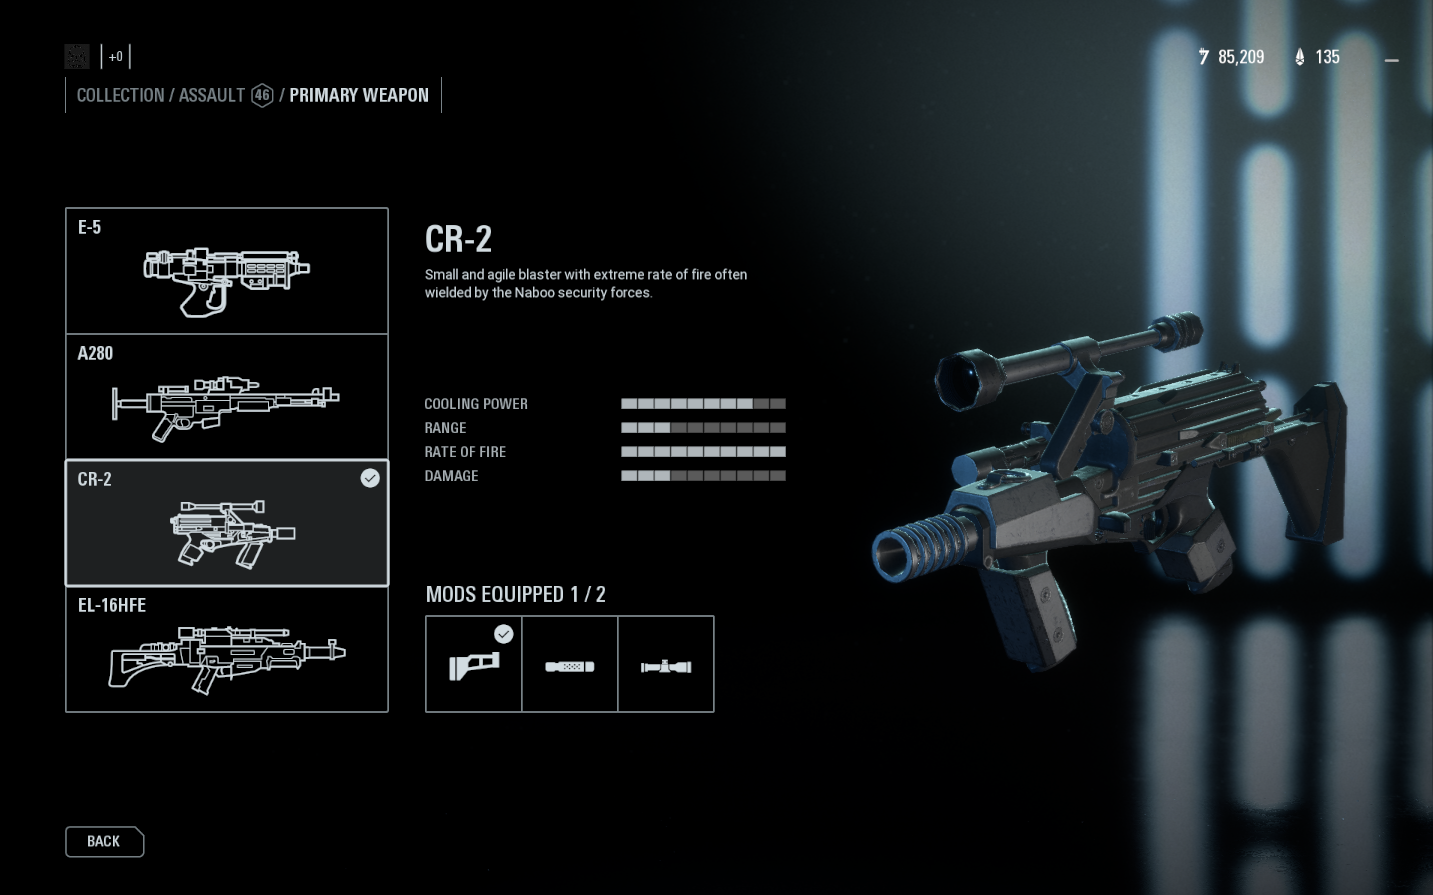 +0
85,209
135
COLLECTION / ASSAULT 46 / PRIMARY WEAPON
E-5
A280
CR-2
EL-16HFE
CR-2
Small and agile blaster with extreme rate of fire often
wielded by the Naboo security forces.
COOLING POWER
RANGE
RATE OF FIRE
DAMAGE
MODS EQUIPPED 1 / 2
BACK